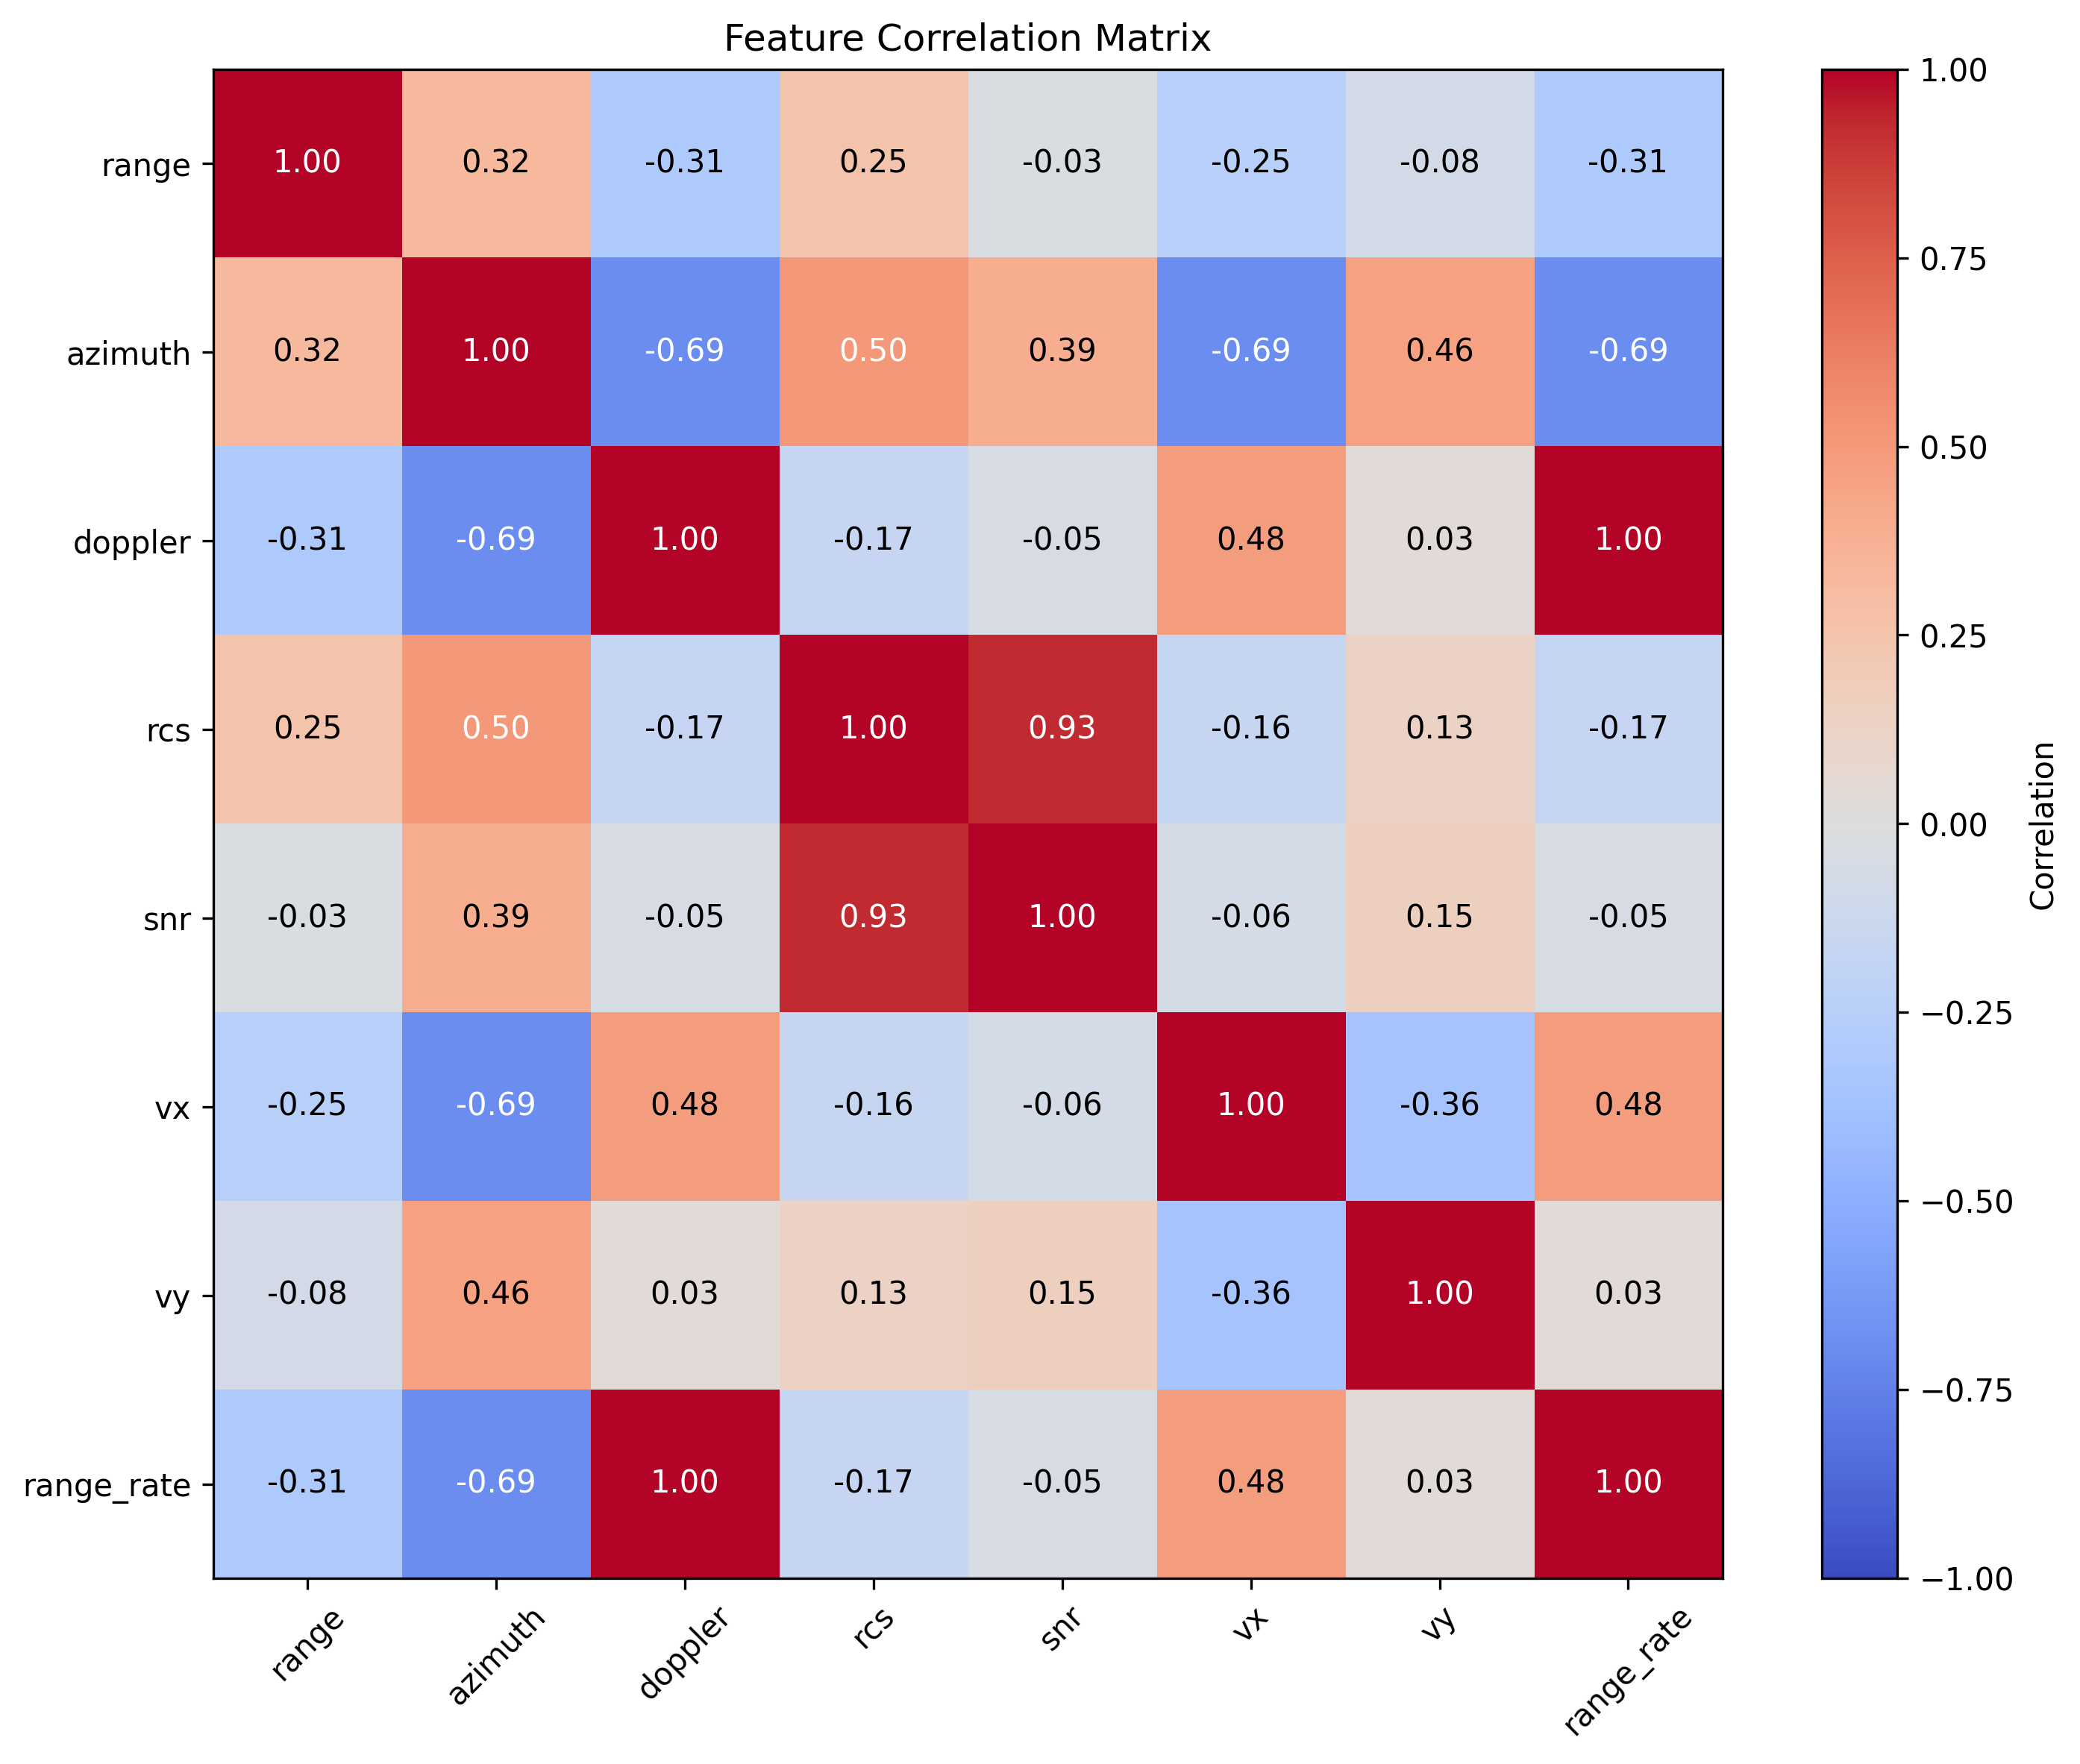 Feature Correlation Matrix
range 1.00 0.32 -0.31 0.25 -0.03 -0.25 -0.08 -0.31
azimuth 0.32 1.00 -0.69 0.50 0.39 -0.69 0.46 -0.69
doppler -0.31 -0.69 1.00 -0.17 -0.05 0.48 0.03 1.00
rcs 0.25 0.50 -0.17 1.00 0.93 -0.16 0.13 -0.17
snr -0.03 0.39 -0.05 0.93 1.00 -0.06 0.15 -0.05
vx -0.25 -0.69 0.48 -0.16 -0.06 1.00 -0.36 0.48
vy -0.08 0.46 0.03 0.13 0.15 -0.36 1.00 0.03
range_rate -0.31 -0.69 1.00 -0.17 -0.05 0.48 0.03 1.00
range azimuth doppler rcs snr vx vy range_rate
1.00
0.75
0.50
0.25
0.00
−0.25
−0.50
−0.75
−1.00
Correlation